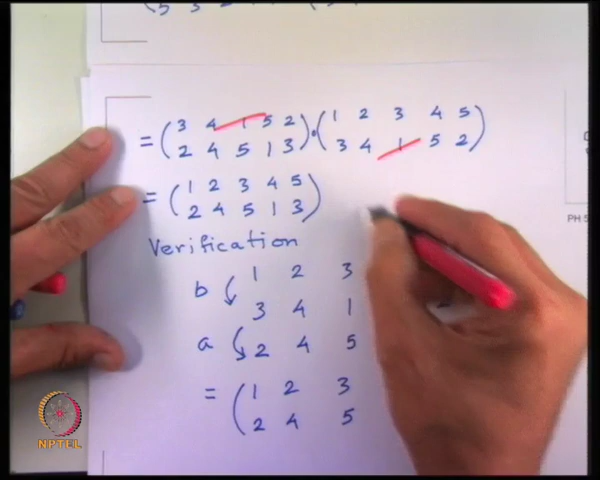 = ( 3 4 1 5 2 ) . ( 1 2 3 4 5 )
( 2 4 5 1 3 ) ( 3 4 1 5 2 )
= ( 1 2 3 4 5 )
( 2 4 5 1 3 )
Verification
b 1 2 3
3 4 1
a 2 4 5
= ( 1 2 3
2 4 5
NPTEL
PH 5